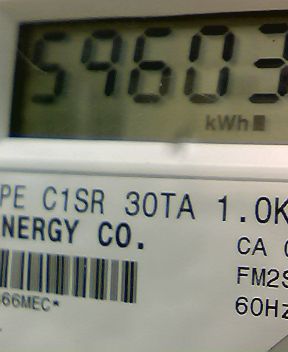 59603
kWh
PE C1SR 30TA 1.0K
NERGY CO.
CA
FM2S
66MEC*
60Hz